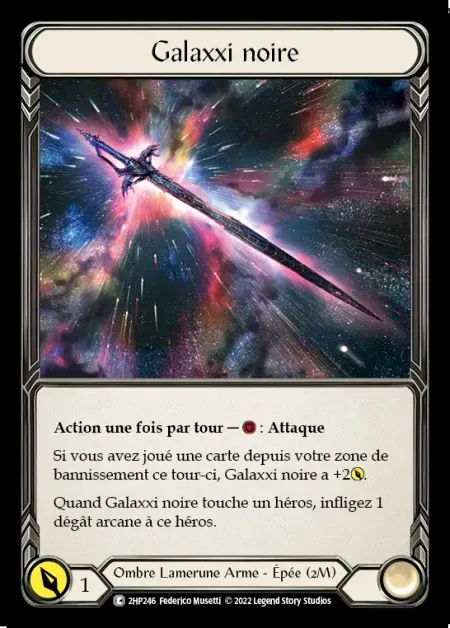 Galaxxi noire
Action une fois par tour — : Attaque
Si vous avez joué une carte depuis votre zone de
bannissement ce tour-ci, Galaxxi noire a +2.
Quand Galaxxi noire touche un héros, infligez 1
dégât arcane à ce héros.
1
Ombre Lamerune Arme - Épée (2M)
C 2HP246 Federico Musetti © 2022 Legend Story Studios